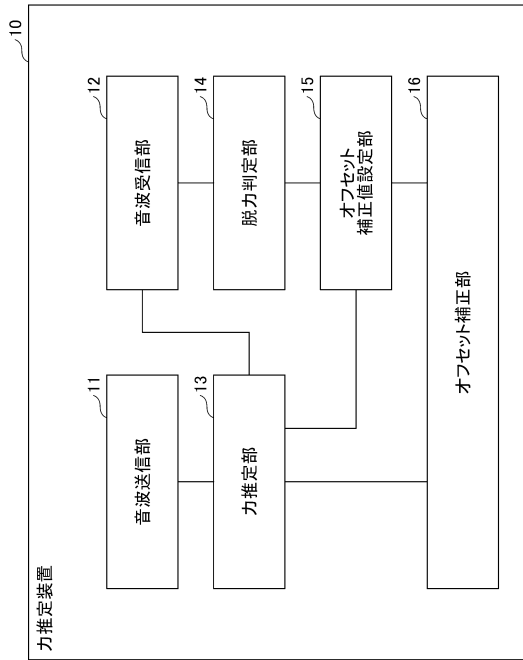 10
力推定装置
11
音波送信部
12
音波受信部
13
力推定部
14
脱力判定部
15
オフセット
補正値設定部
16
オフセット補正部